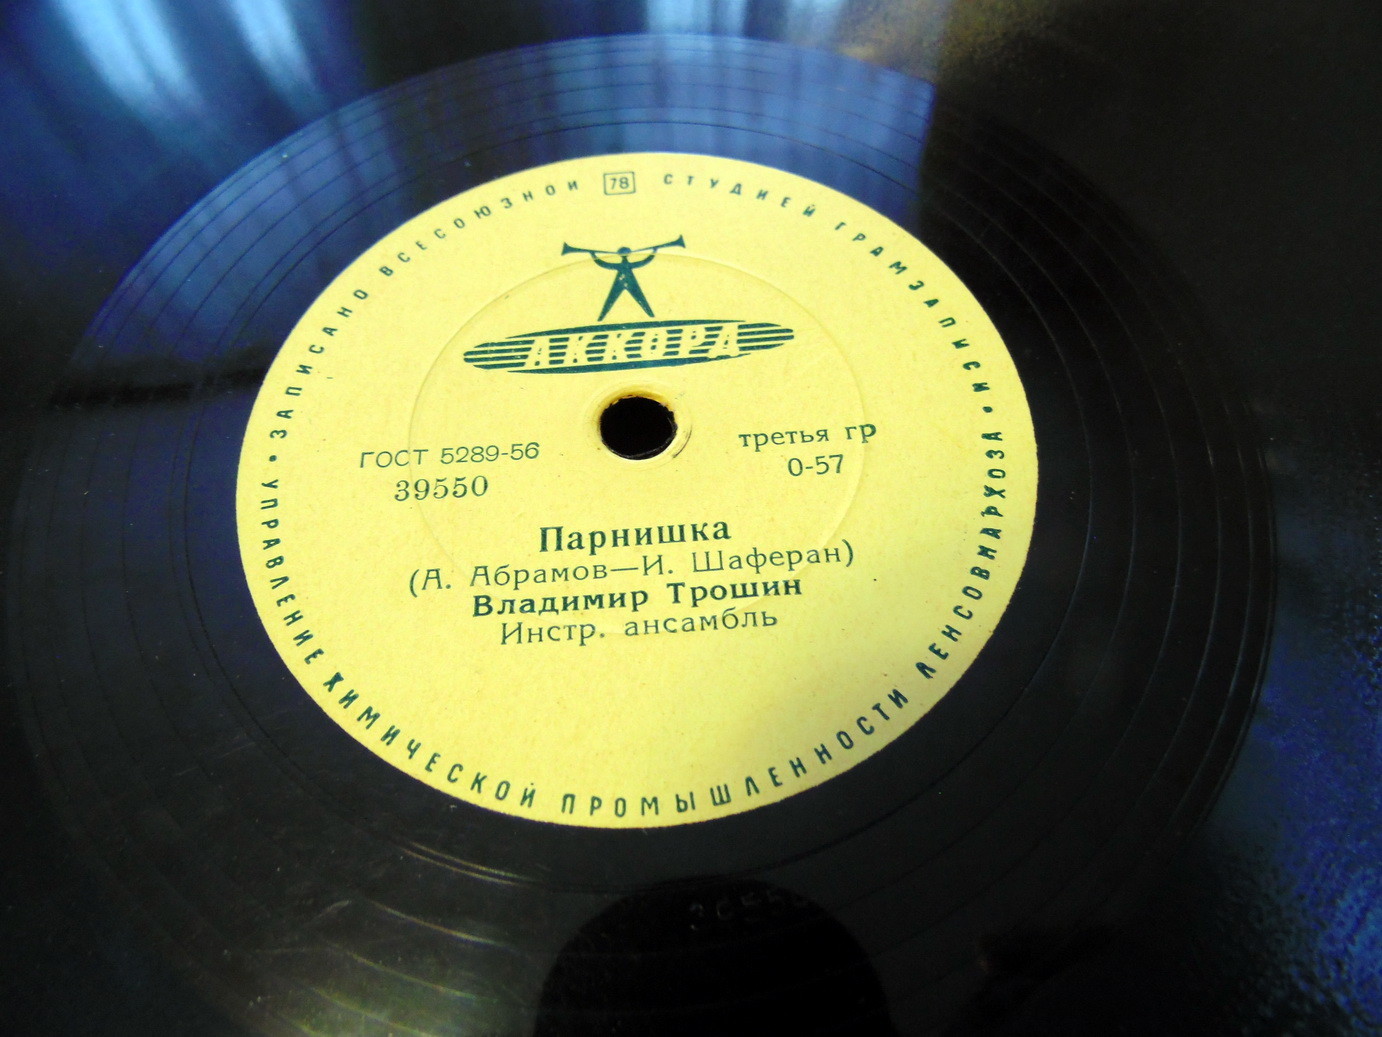 ЗАПИСАНО ВСЕСОЮЗНОЙ 78 СТУДИЕЙ ГРАМЗАПИСИ •
АККОРД
ГОСТ 5289-56
39550
третья гр
0-57
Парнишка
(А. Абрамов—И. Шаферан)
Владимир Трошин
Инстр. ансамбль
• УПРАВЛЕНИЕ ХИМИЧЕСКОЙ ПРОМЫШЛЕННОСТИ ЛЕНСОВНАРХОЗА